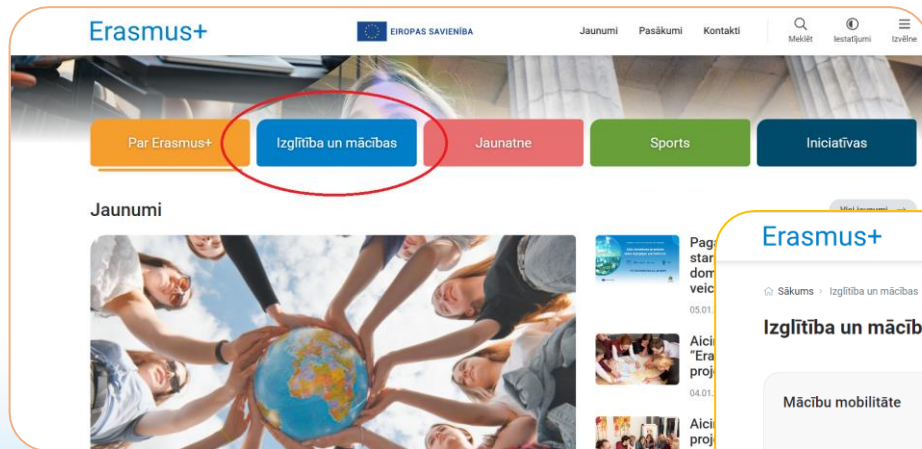 Erasmus+
EIROPAS SAVIENĪBA
Jaunumi Pasākumi Kontakti
Meklēt Iestatījumi Izvēlne
Par Erasmus+ Izglītība un mācības Jaunatne Sports Iniciatīvas
Jaunumi
Visi jaunumi
05.01.
04.01.
Erasmus+
Sākums › Izglītība un mācības
Izglītība un mācīb
Mācību mobilitāte